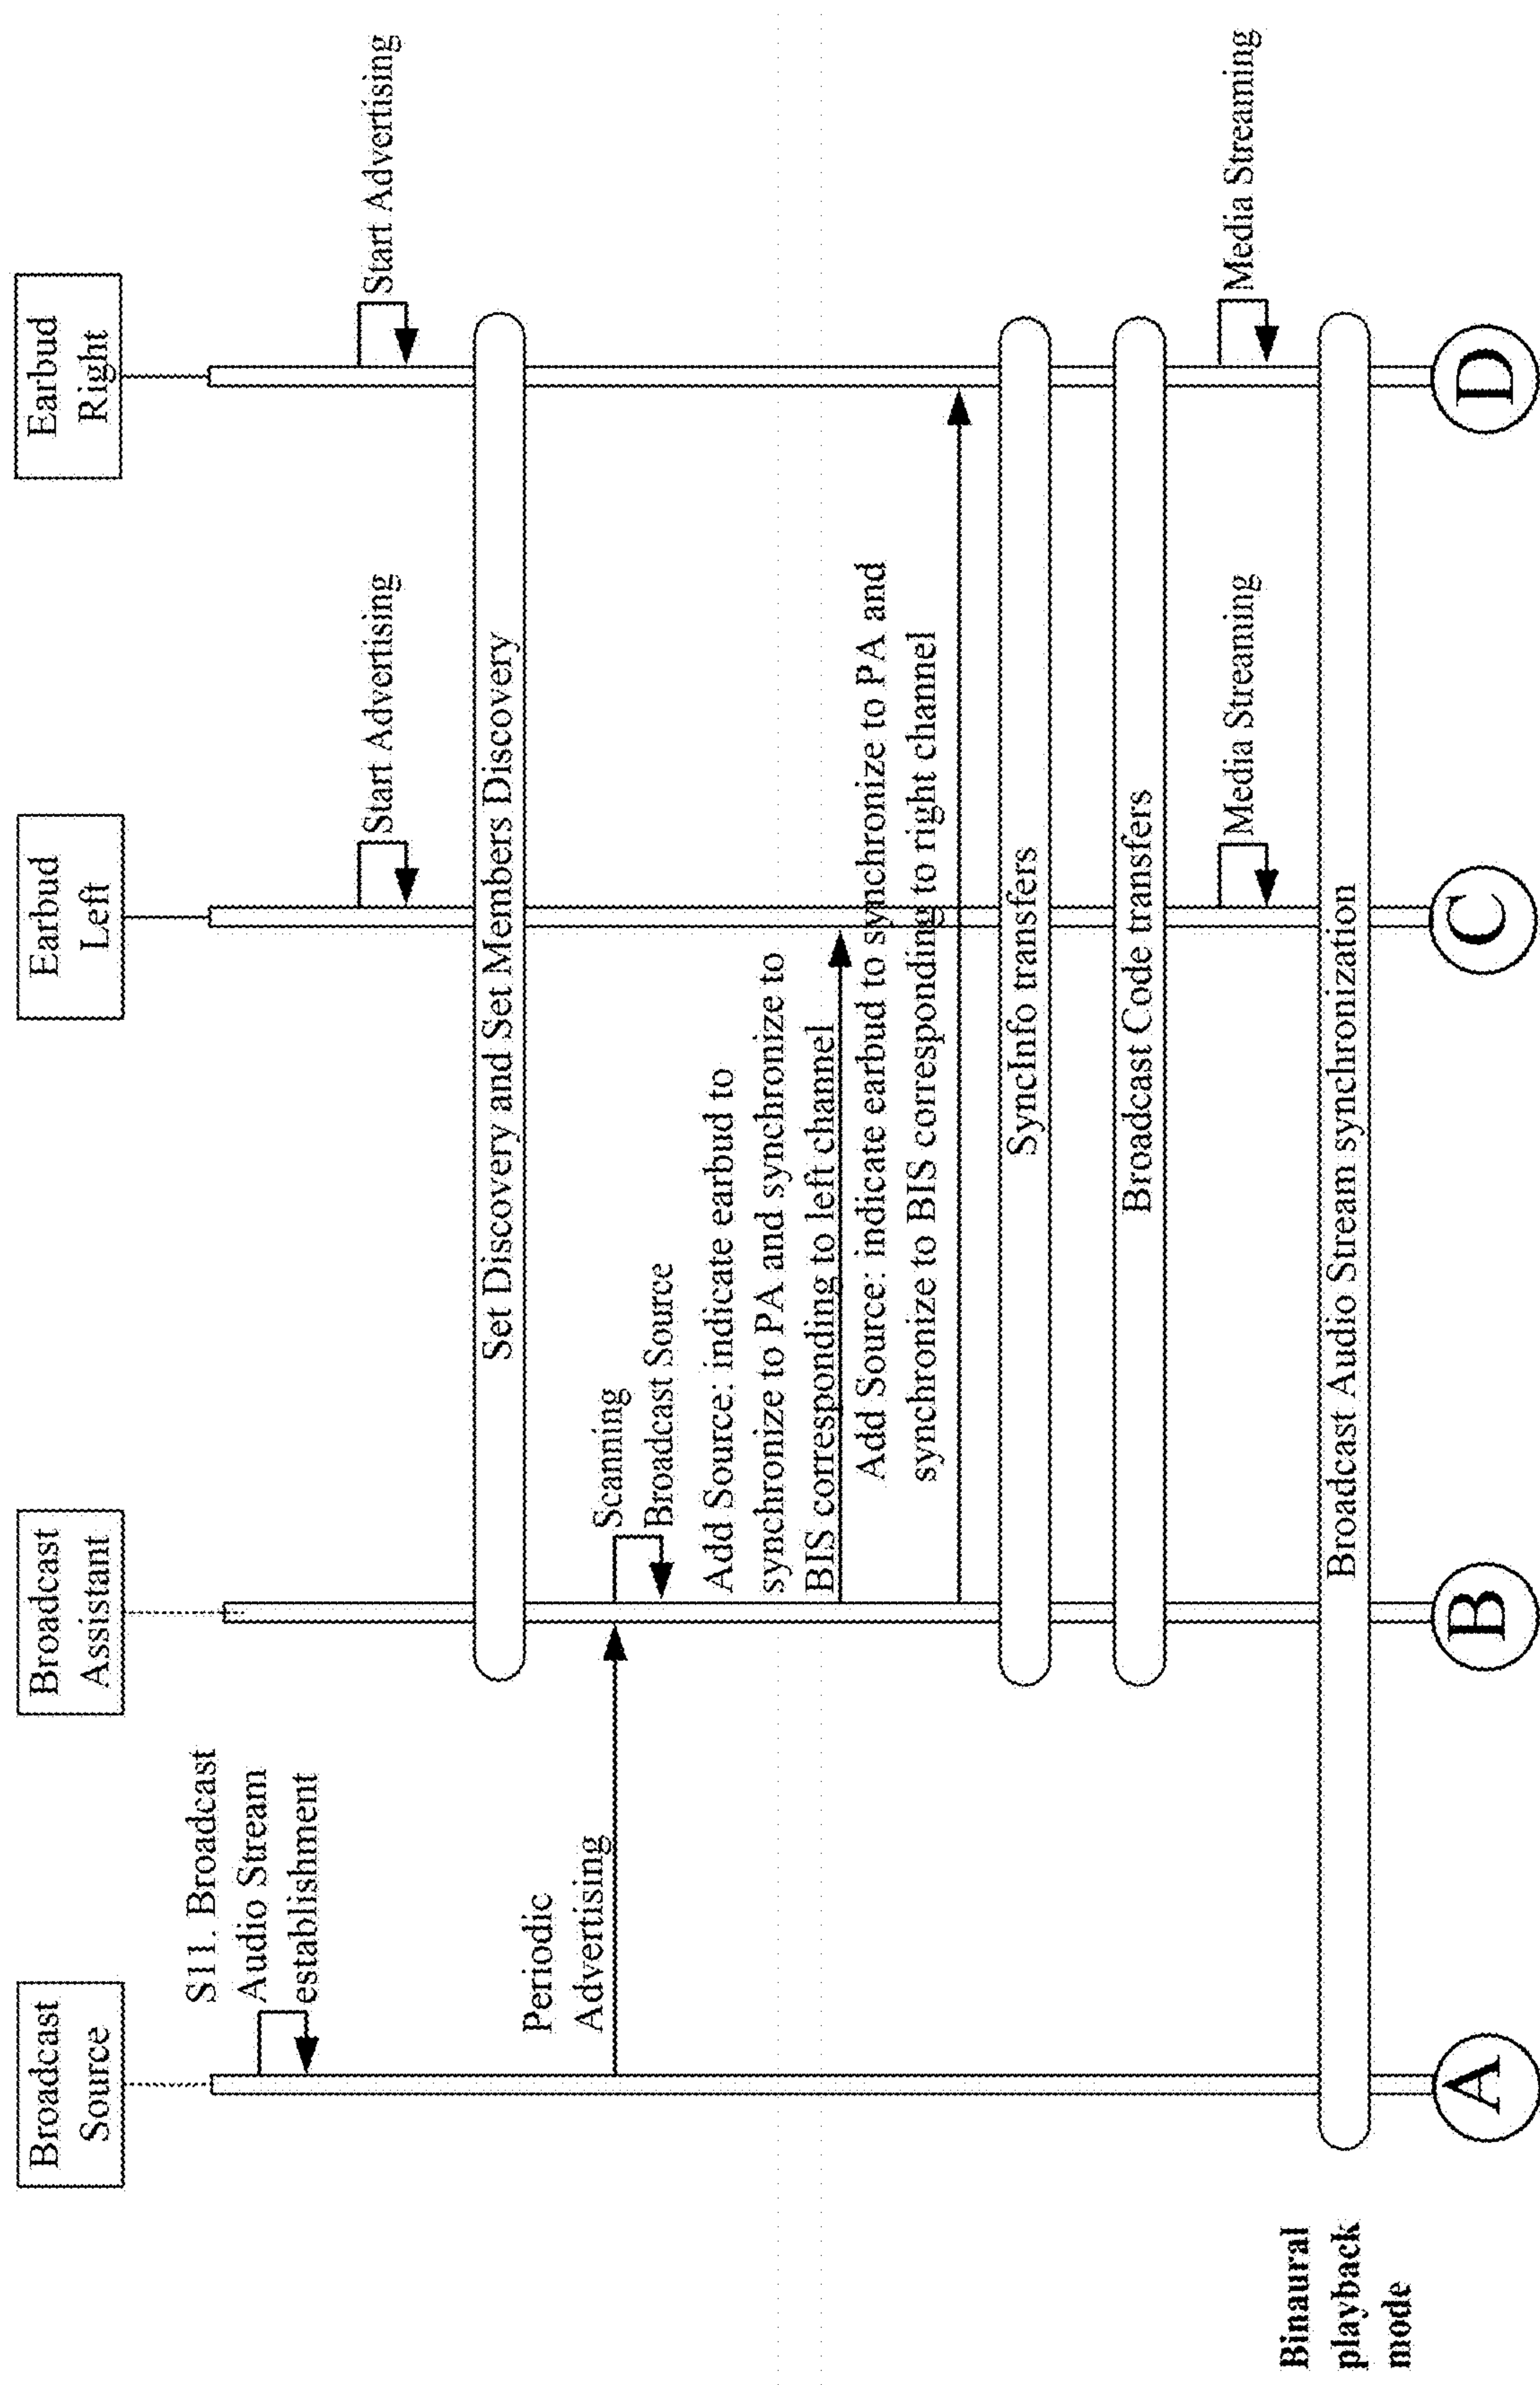 Broadcast
Source
Broadcast
Assistant
Earbud
Left
Earbud
Right
S11. Broadcast
Audio Stream
establishment
Start Advertising
Start Advertising
Set Discovery and Set Members Discovery
Periodic
Advertising
Scanning
Broadcast Source
Add Source: indicate earbud to
synchronize to PA and synchronize to
BIS corresponding to left channel
Add Source: indicate earbud to synchronize to PA and
synchronize to BIS corresponding to right channel
SyncInfo transfers
Broadcast Code transfers
Media Streaming
Media Streaming
Binaural
playback
mode
Broadcast Audio Stream synchronization
A
B
C
D